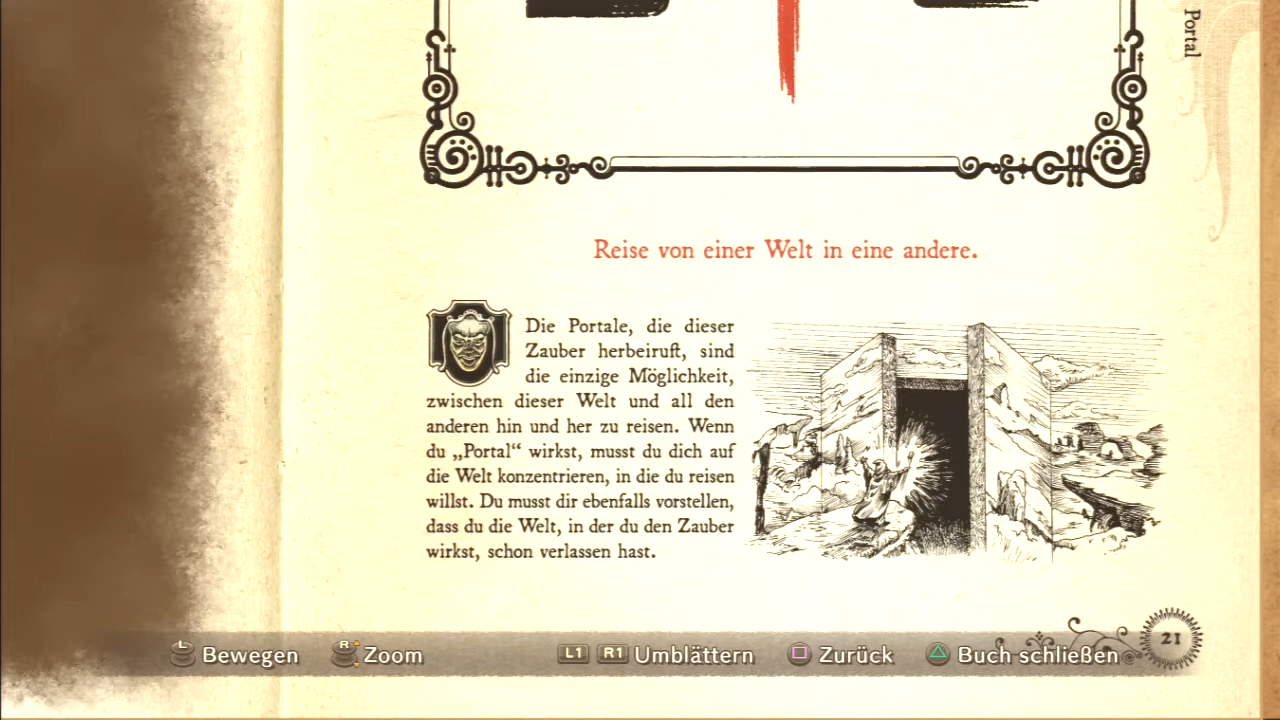 Portal
Reise von einer Welt in eine andere.
Die Portale, die dieser
Zauber herbeiruft, sind
die einzige Möglichkeit,
zwischen dieser Welt und all den
anderen hin und her zu reisen. Wenn
du „Portal“ wirkst, musst du dich auf
die Welt konzentrieren, in die du reisen
willst. Du musst dir ebenfalls vorstellen,
dass du die Welt, in der du den Zauber
wirkst, schon verlassen hast.
21
L Bewegen R Zoom L1 R1 Umblättern Zurück Buch schließen